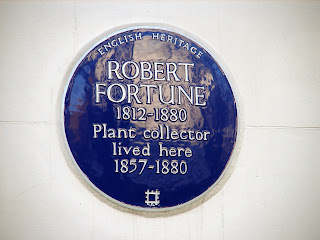 ENGLISH HERITAGE
ROBERT
FORTUNE
1812-1880
Plant collector
lived here
1857-1880